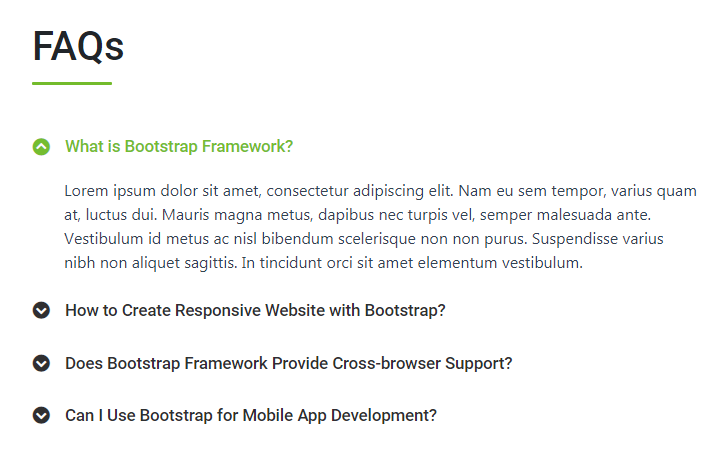 FAQs
What is Bootstrap Framework?
Lorem ipsum dolor sit amet, consectetur adipiscing elit. Nam eu sem tempor, varius quam
at, luctus dui. Mauris magna metus, dapibus nec turpis vel, semper malesuada ante.
Vestibulum id metus ac nisl bibendum scelerisque non non purus. Suspendisse varius
nibh non aliquet sagittis. In tincidunt orci sit amet elementum vestibulum.
How to Create Responsive Website with Bootstrap?
Does Bootstrap Framework Provide Cross-browser Support?
Can I Use Bootstrap for Mobile App Development?